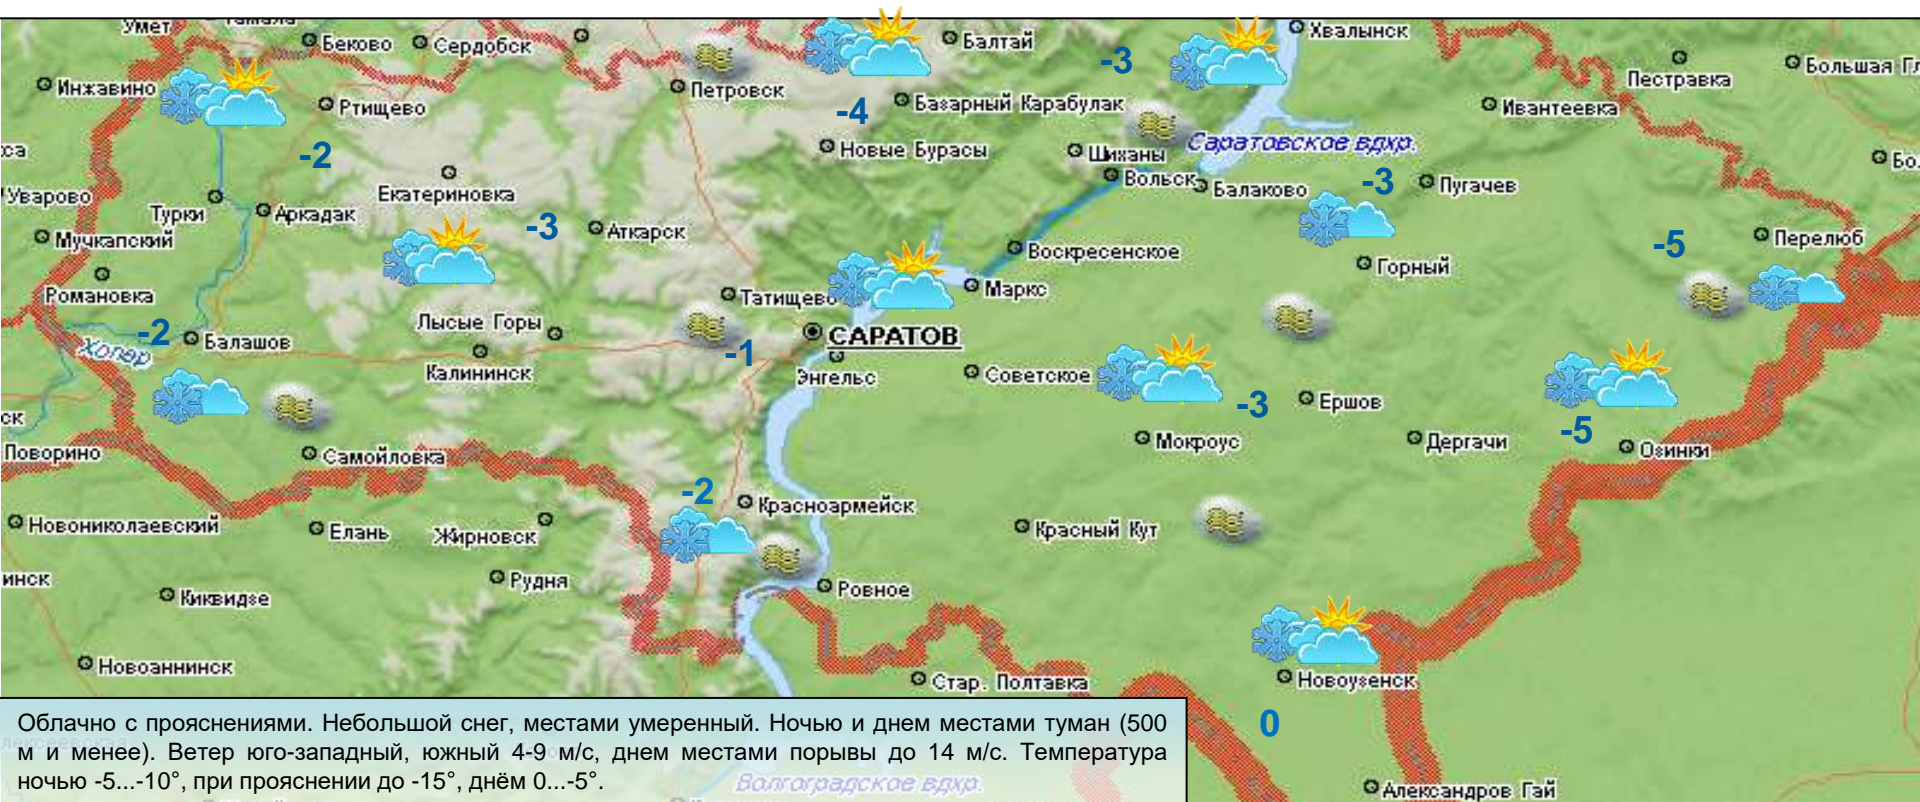 Умет
Тамала
Беково
Сердобск
Балтай
-3
Хвалынск
Пестравка
Большая Гл
Инжавино
Ртищево
Петровск
-4
Базарный Карабулак
Ивантеевка
-2
Новые Бурасы
Шиханы
Саратовское вдхр.
Бо.
Уварово
Екатериновка
Вольск
Балаково
-3
Пугачев
Турки
Аркадак
-3
Аткарск
Мучкапский
Воскресенское
-5
Перелюб
Горный
Романовка
Татищево
Маркс
-2
Хопер
Балашов
Лысые Горы
-1
САРАТОВ
Калининск
Энгельс
Советское
-3
Ершов
-5
ск
Поворино
Самойловка
Мокроус
Дергачи
Озинки
-2
Красноармейск
Новониколаевский
Елань
Жирновск
Красный Кут
инск
Киквидзе
Рудня
Ровное
Новоаннинск
Стар. Полтавка
Новоузенск
0
Облачно с прояснениями. Небольшой снег, местами умеренный. Ночью и днем местами туман (500
м и менее). Ветер юго-западный, южный 4-9 м/с, днем местами порывы до 14 м/с. Температура
ночью -5...-10°, при прояснении до -15°, днём 0...-5°.
Волгоградское вдхр.
Александров Гай